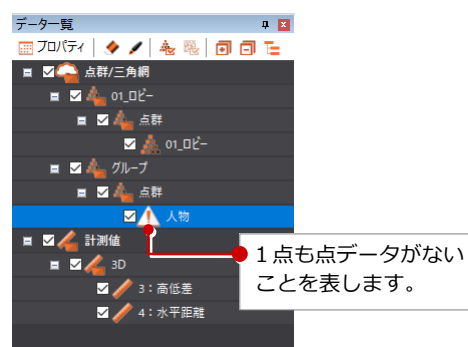 データ一覧
プロパティ
点群/三角網
01_ロビー
点群
01_ロビー
グループ
点群
人物
計測値
3D
3：高低差
4：水平距離
1点も点データがない
ことを表します。